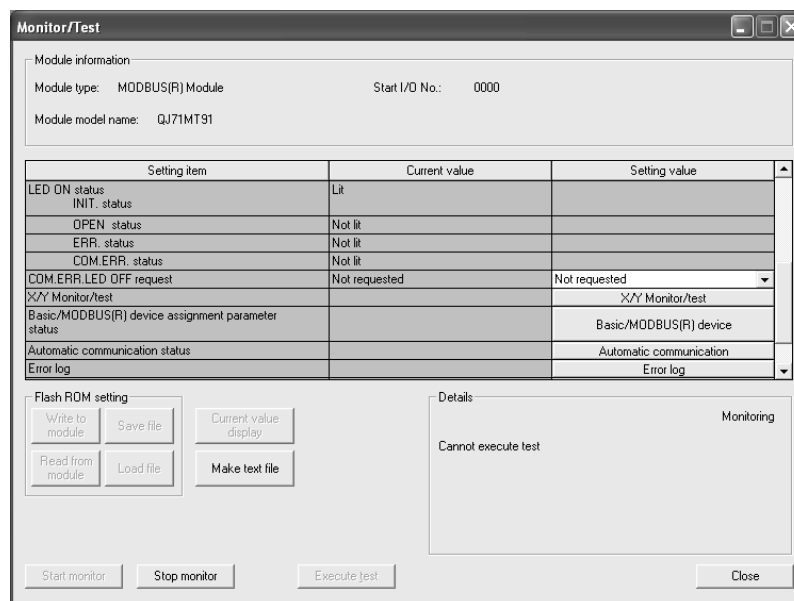 Monitor/Test
Module information
Module type: MODBUS(R) Module Start I/O No.: 0000
Module model name: QJ71MT91
Setting item Current value Setting value
LED ON status Lit
INIT. status
OPEN status Not lit
ERR. status Not lit
COM.ERR. status Not lit
COM.ERR.LED OFF request Not requested Not requested
X/Y Monitor/test X/Y Monitor/test
Basic/MODBUS(R) device assignment parameter
status Basic/MODBUS(R) device
Automatic communication status Automatic communication
Error log Error log
Flash ROM setting
Write to
module
Save file
Current value
display
Read from
module
Load file
Make text file
Details
Monitoring
Cannot execute test
Start monitor Stop monitor Execute test Close